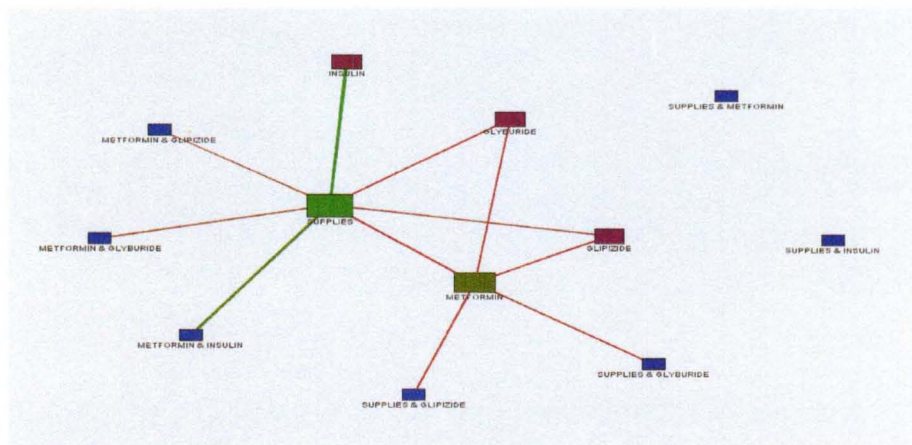 INSULIN
SUPPLIES & METFORMIN
GLYBURIDE
METFORMIN & GLIPIZIDE
SUPPLIES
METFORMIN & GLYBURIDE
GLIPIZIDE
SUPPLIES & INSULIN
METFORMIN
METFORMIN & INSULIN
SUPPLIES & GLYBURIDE
SUPPLIES & GLIPIZIDE